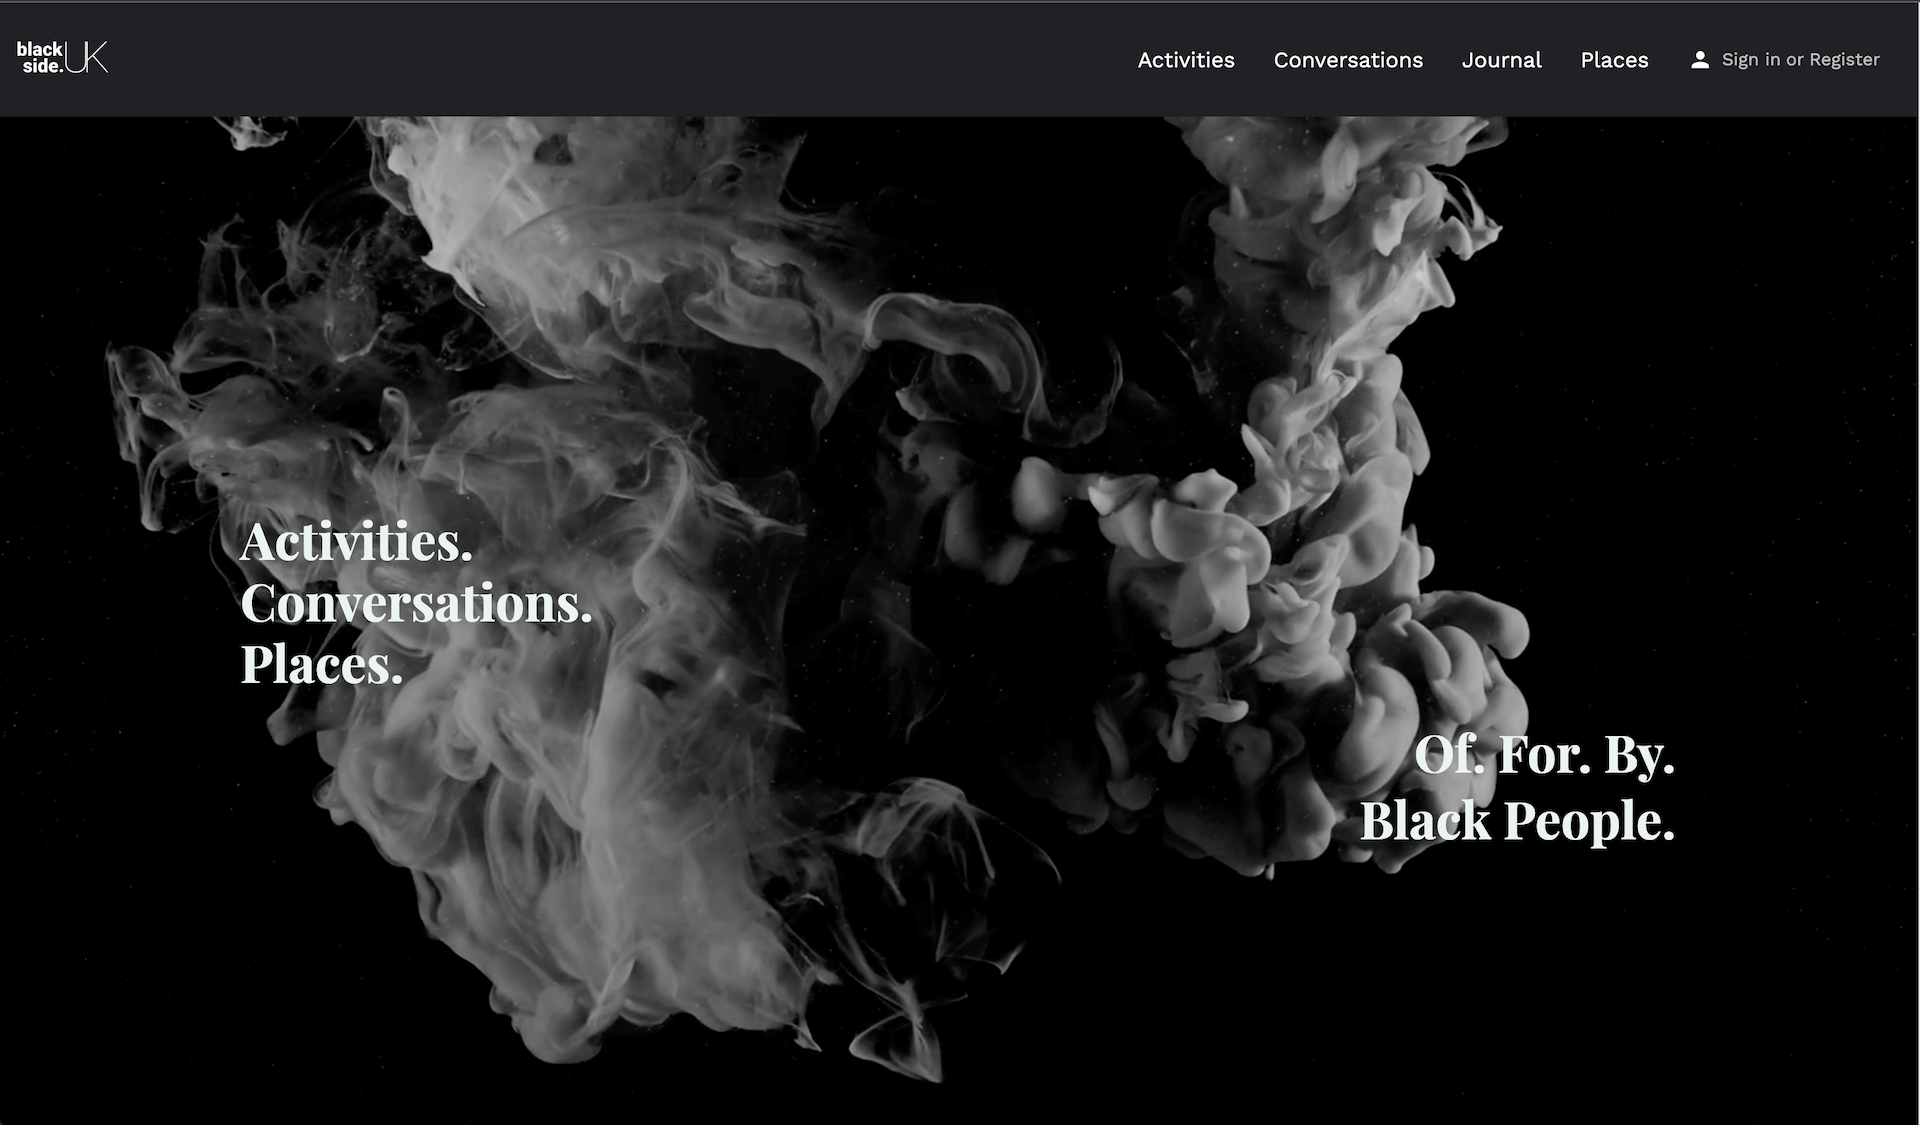 black
side.UK
Activities
Conversations
Journal
Places
Sign in or Register
Activities.
Conversations.
Places.
Of. For. By.
Black People.